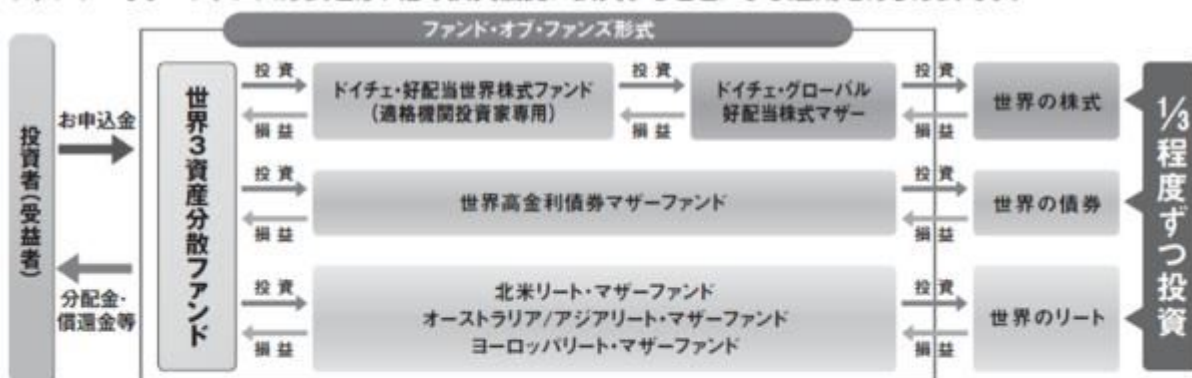 ファンド・オブ・ファンズ形式
投資者(受益者)
お申込金
分配金・
償還金等
世界3資産分散ファンド
投資
損益
ドイチェ・好配当世界株式ファンド
(適格機関投資家専用)
投資
損益
ドイチェ・グローバル
好配当株式マザー
投資
損益
世界の株式
投資
損益
世界高金利債券マザーファンド
投資
損益
世界の債券
投資
損益
北米リート・マザーファンド
オーストラリア/アジアリート・マザーファンド
ヨーロッパリート・マザーファンド
投資
損益
世界のリート
1/3程度ずつ投資